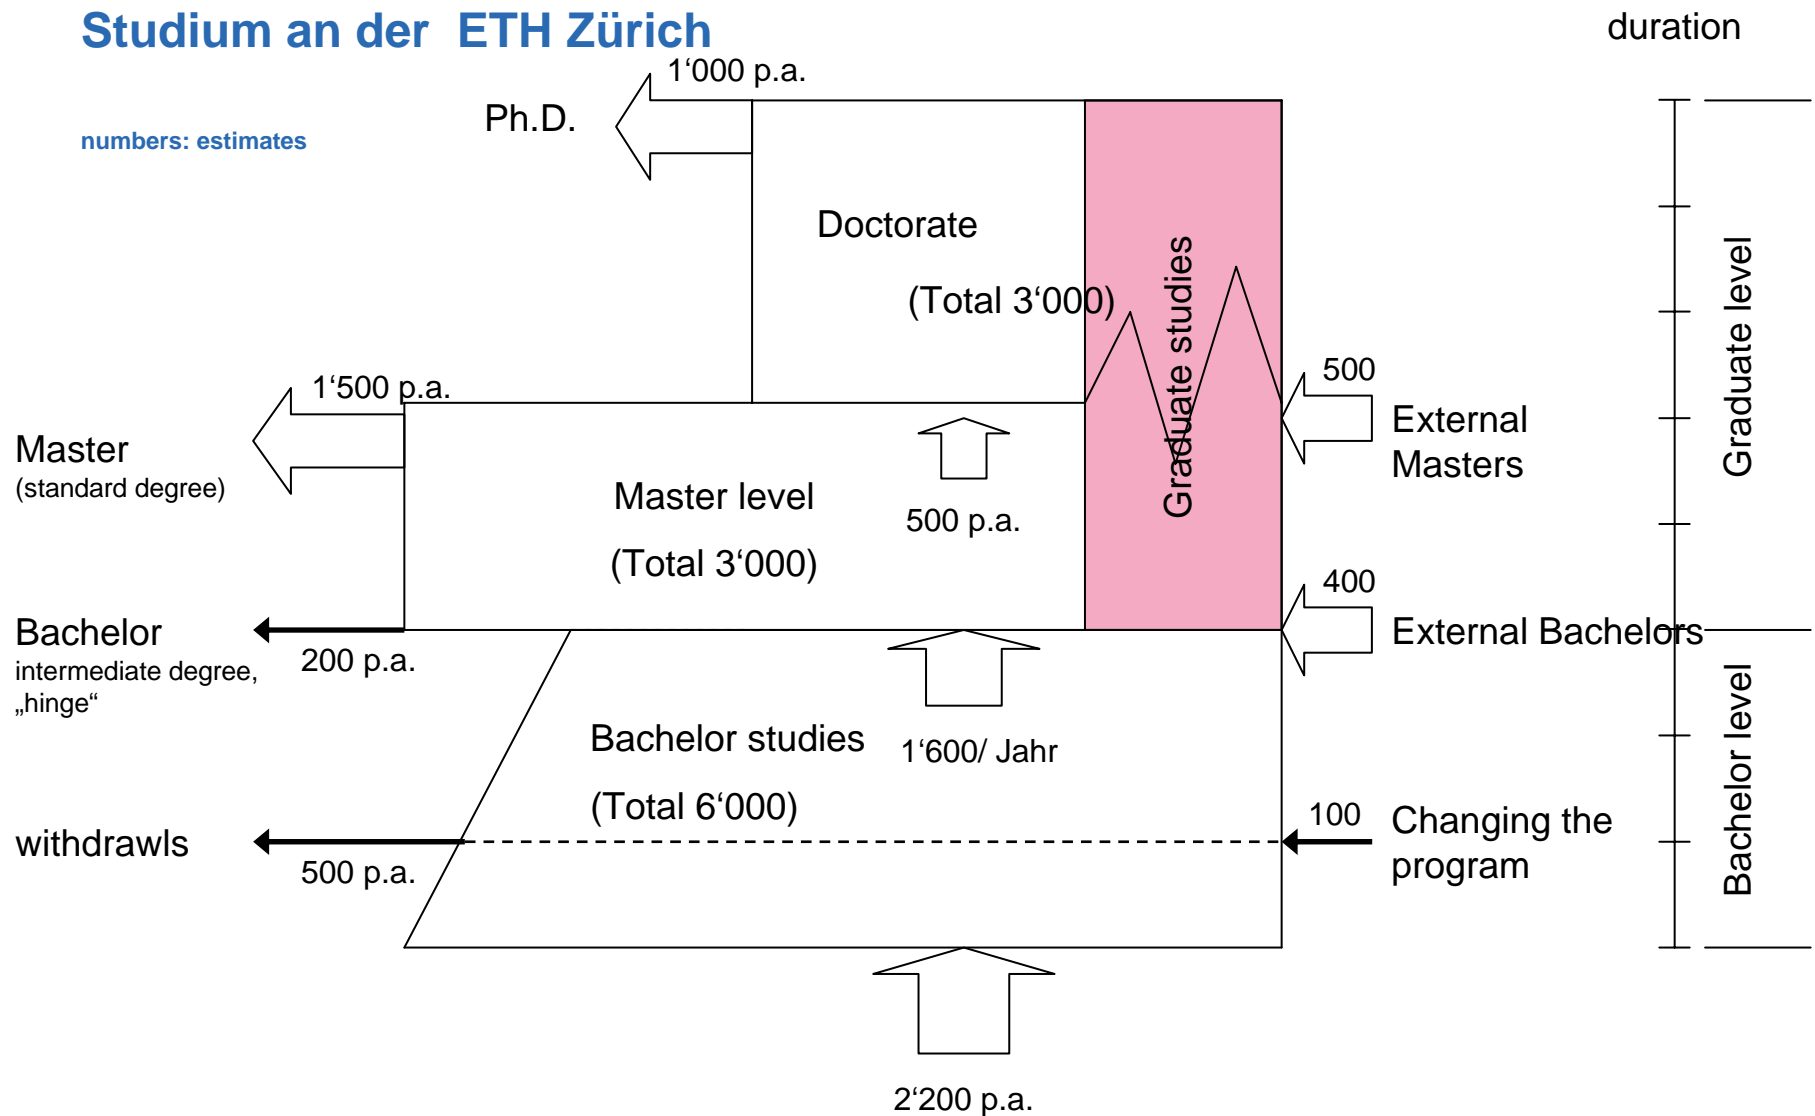 Studium an der  ETH Zürich
duration
1‘000 p.a.
Ph.D.
numbers: estimates
Doctorate
(Total 3‘000)
Graduate studies
Graduate level
500
1‘500 p.a.
External
Masters
Master
(standard degree)
Master level
500 p.a.
(Total 3‘000)
400
Bachelor
External Bachelors
200 p.a.
intermediate degree,
„hinge“
Bachelor studies
1‘600/ Jahr
Bachelor level
(Total 6‘000)
100
Changing the
program
withdrawls
500 p.a.
2‘200 p.a.